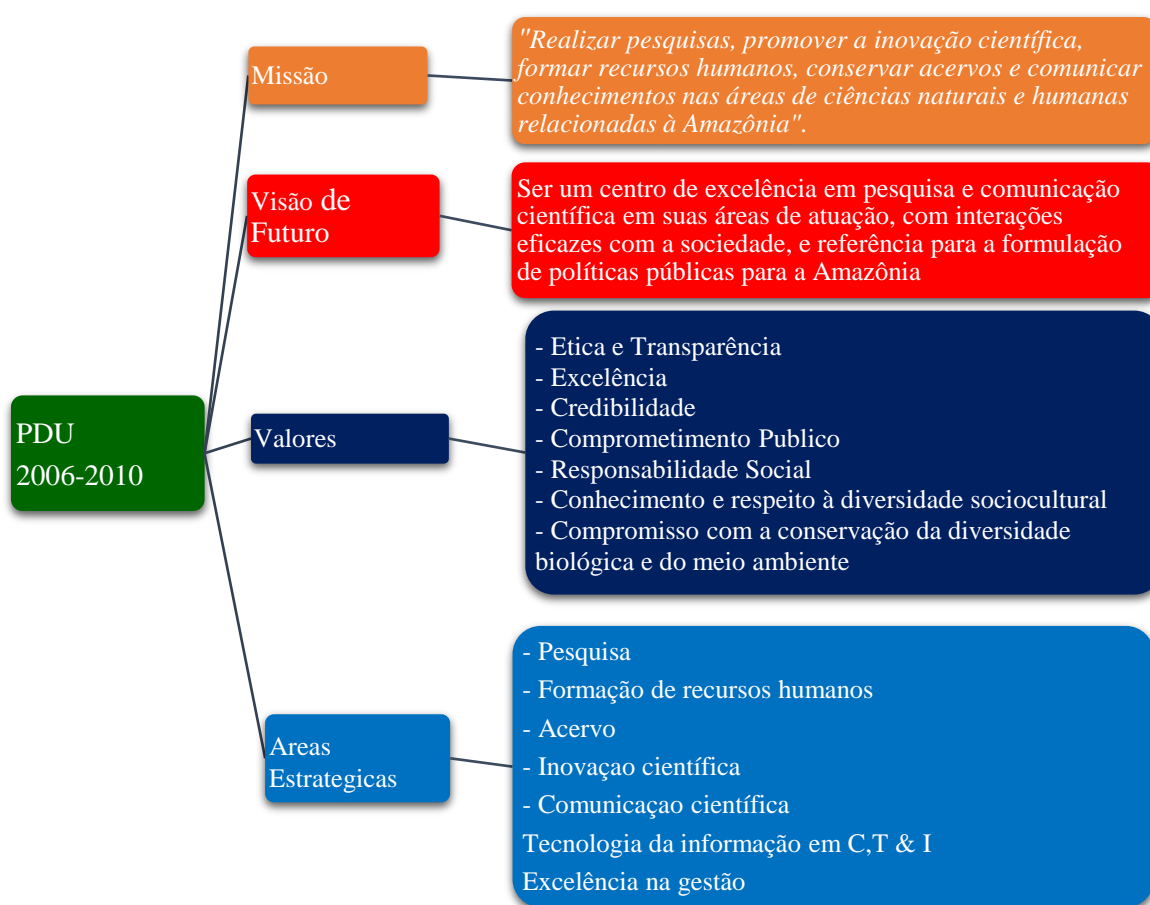 PDU
2006-2010
Missão
"Realizar pesquisas, promover a inovação científica,
formar recursos humanos, conservar acervos e comunicar
conhecimentos nas áreas de ciências naturais e humanas
relacionadas à Amazônia".
Visão de
Futuro
Ser um centro de excelência em pesquisa e comunicação
científica em suas áreas de atuação, com interações
eficazes com a sociedade, e referência para a formulação
de políticas públicas para a Amazônia
Valores
- Etica e Transparência
- Excelência
- Credibilidade
- Comprometimento Publico
- Responsabilidade Social
- Conhecimento e respeito à diversidade sociocultural
- Compromisso com a conservação da diversidade
biológica e do meio ambiente
Areas
Estrategicas
- Pesquisa
- Formação de recursos humanos
- Acervo
- Inovaçao científica
- Comunicaçao científica
Tecnologia da informação em C,T & I
Excelência na gestão